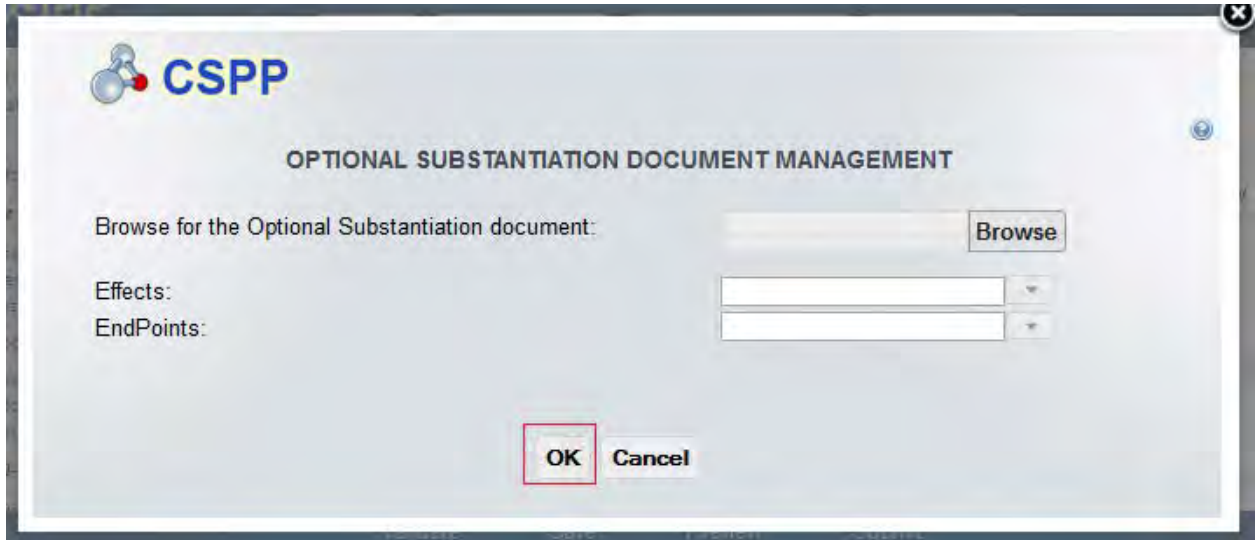 CSPP
OPTIONAL SUBSTANTIATION DOCUMENT MANAGEMENT
Browse for the Optional Substantiation document:
Browse
Effects:
EndPoints:
OK Cancel